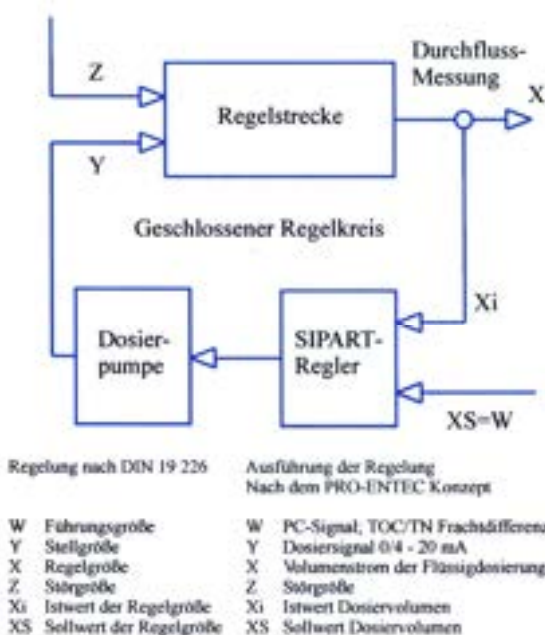 Durchfluss-
Messung
Z
X
Regelstrecke
Y
Geschlossener Regelkreis
Xi
Dosier-
pumpe
SIPART-
Regler
XS=W
Regelung nach DIN 19 226
W Führungsgröße
Y Stellgröße
X Regelgröße
Z Störgröße
Xi Istwert der Regelgröße
XS Sollwert der Regelgröße
Ausführung der Regelung
Nach dem PRO-ENTEC Konzept
W PC-Signal, TOC/TN Frachtdifferenz
Y Dosiersignal 0/4 - 20 mA
X Volumenstrom der Flüssigdosierung
Z Störgröße
Xi Istwert Dosiervolumen
XS Sollwert Dosiervolumen